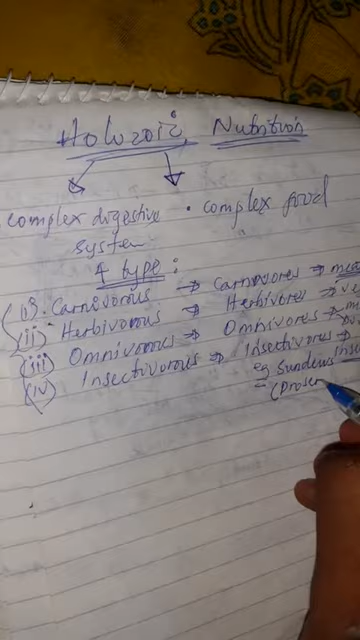 Holozoic Nutrition
complex digestive system
• complex food
4 type:
(i). Carnivorous → Carnivores →
(ii) Herbivorous → Herbivores →
(iii) Omnivorous → Omnivores →
(iv) Insectivorous → Insectivores →
eg Sundews
(Droser